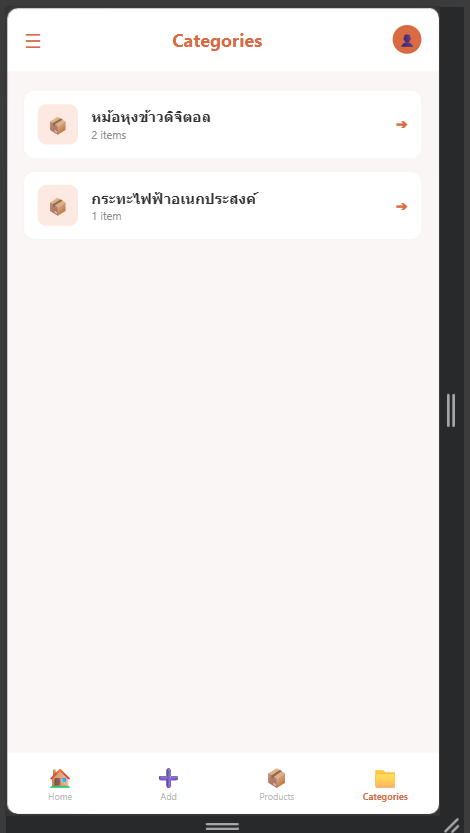 Categories
หม้อหุงข้าวดิจิตอล
2 items
กระทะไฟฟ้าอเนกประสงค์
1 item
Home
Add
Products
Categories